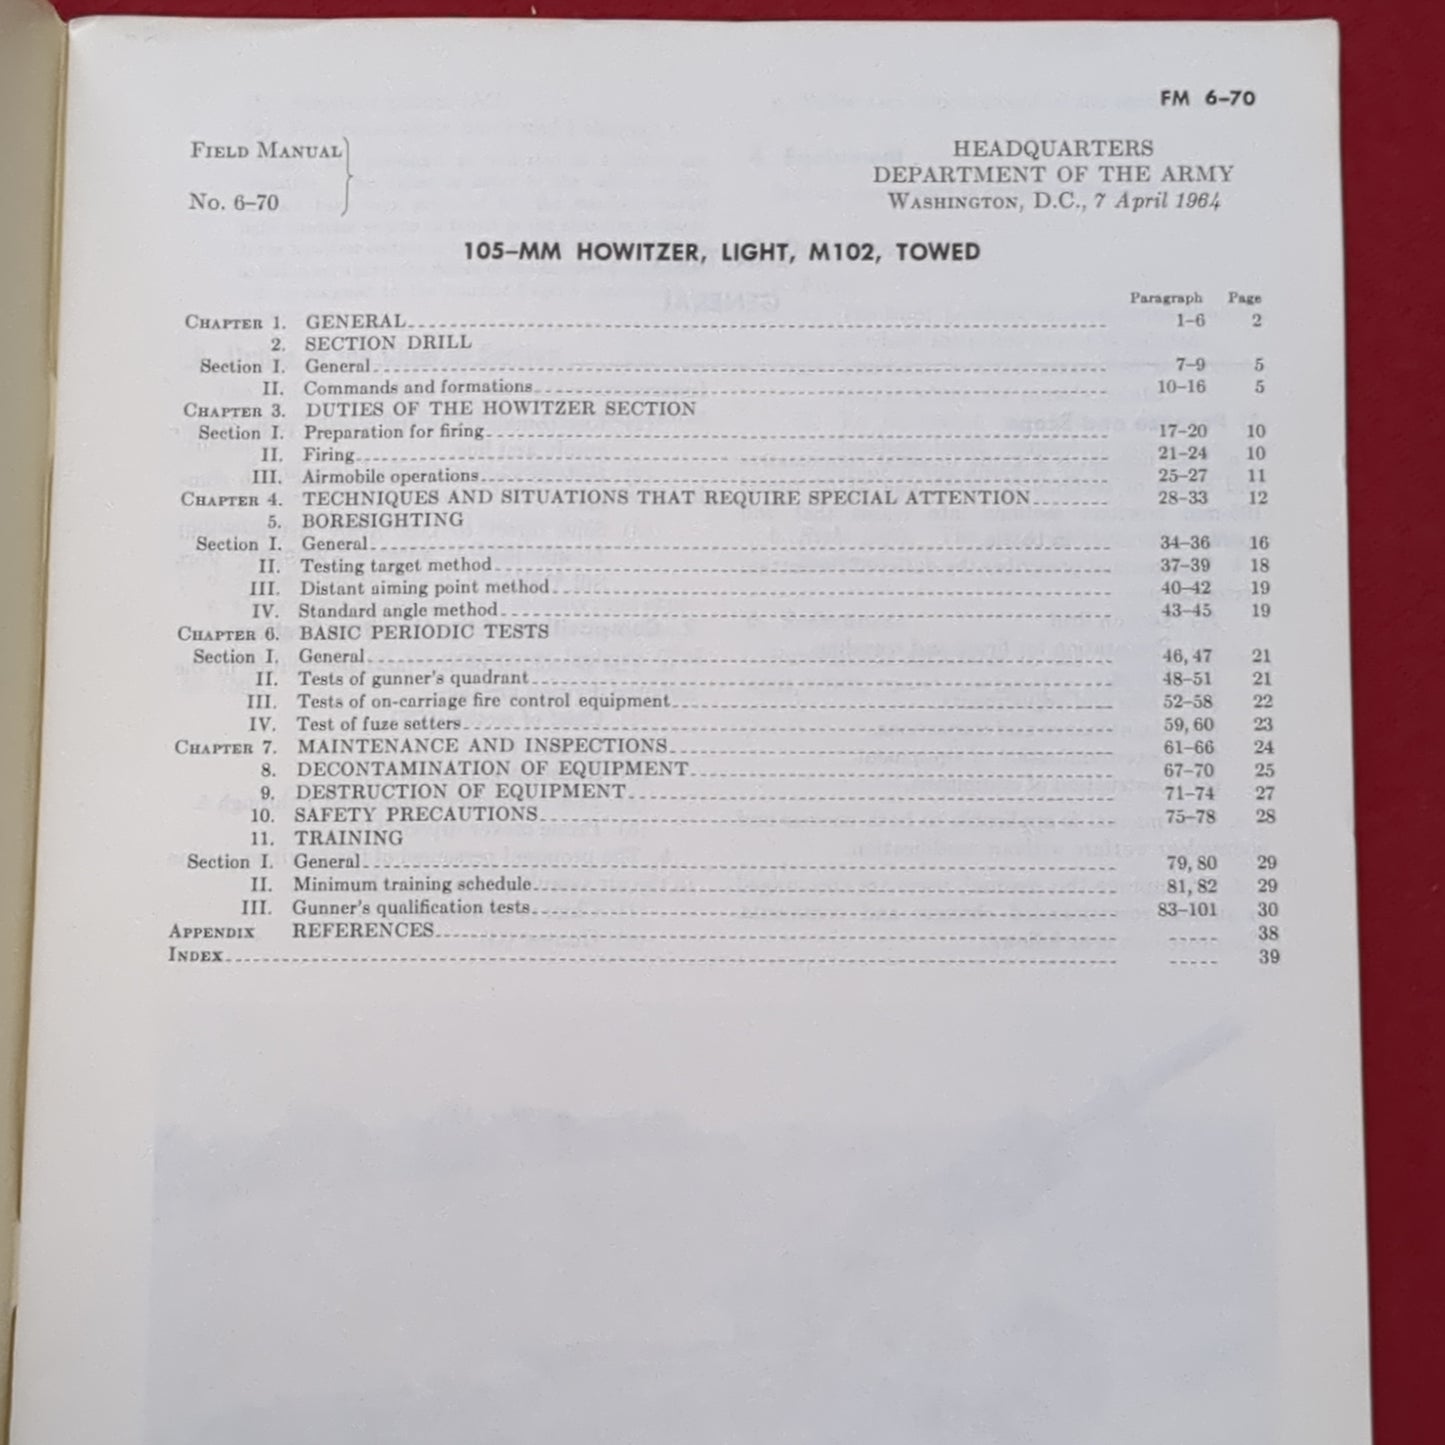 FM 6–70
FIELD MANUAL
No. 6–70
HEADQUARTERS
DEPARTMENT OF THE ARMY
WASHINGTON, D.C., 7 April 1964
105–MM HOWITZER, LIGHT, M102, TOWED
Paragraph Page
CHAPTER 1. GENERAL 1–6 2
2. SECTION DRILL
Section I. General 7–9 5
II. Commands and formations 10–16 5
CHAPTER 3. DUTIES OF THE HOWITZER SECTION
Section I. Preparation for firing 17–20 10
II. Firing 21–24 10
III. Airmobile operations 25–27 11
CHAPTER 4. TECHNIQUES AND SITUATIONS THAT REQUIRE SPECIAL ATTENTION 28–33 12
5. BORESIGHTING
Section I. General 34–36 16
II. Testing target method 37–39 18
III. Distant aiming point method 40–42 19
IV. Standard angle method 43–45 19
CHAPTER 6. BASIC PERIODIC TESTS
Section I. General 46, 47 21
II. Tests of gunner's quadrant 48–51 21
III. Tests of on-carriage fire control equipment 52–58 22
IV. Test of fuze setters 59, 60 23
CHAPTER 7. MAINTENANCE AND INSPECTIONS 61–66 24
8. DECONTAMINATION OF EQUIPMENT 67–70 25
9. DESTRUCTION OF EQUIPMENT 71–74 27
10. SAFETY PRECAUTIONS 75–78 28
11. TRAINING
Section I. General 79, 80 29
II. Minimum training schedule 81, 82 29
III. Gunner's qualification tests 83–101 30
APPENDIX REFERENCES 38
INDEX 39